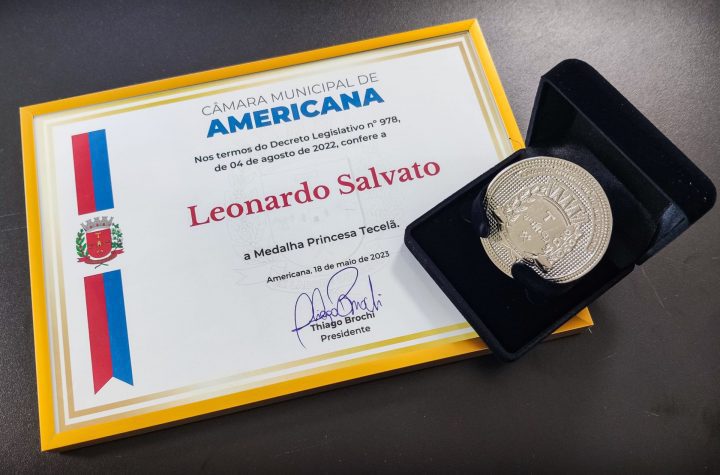 CÂMARA MUNICIPAL DE
AMERICANA
Nos termos do Decreto Legislativo nº 978,
de 04 de agosto de 2022, confere a
Leonardo Salvato
a Medalha Princesa Tecelã.
Americana, 18 de maio de 2023
Thiago Brochi
Presidente